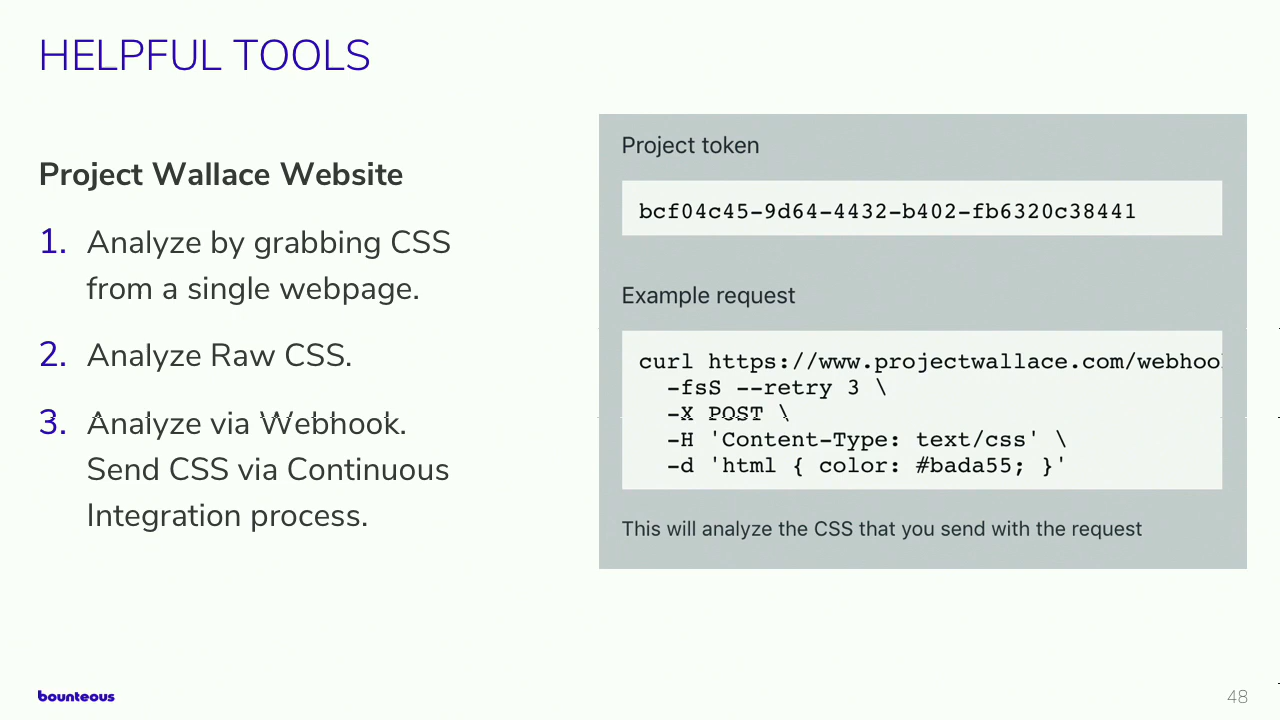 HELPFUL TOOLS
Project Wallace Website
1. Analyze by grabbing CSS
from a single webpage.
2. Analyze Raw CSS.
3. Analyze via Webhook.
Send CSS via Continuous
Integration process.
Project token
bcf04c45-9d64-4432-b402-fb6320c38441
Example request
curl https://www.projectwallace.com/webhoo
-fsS --retry 3 \
-X POST \
-H 'Content-Type: text/css' \
-d 'html { color: #bada55; }'
This will analyze the CSS that you send with the request
bounteous
48